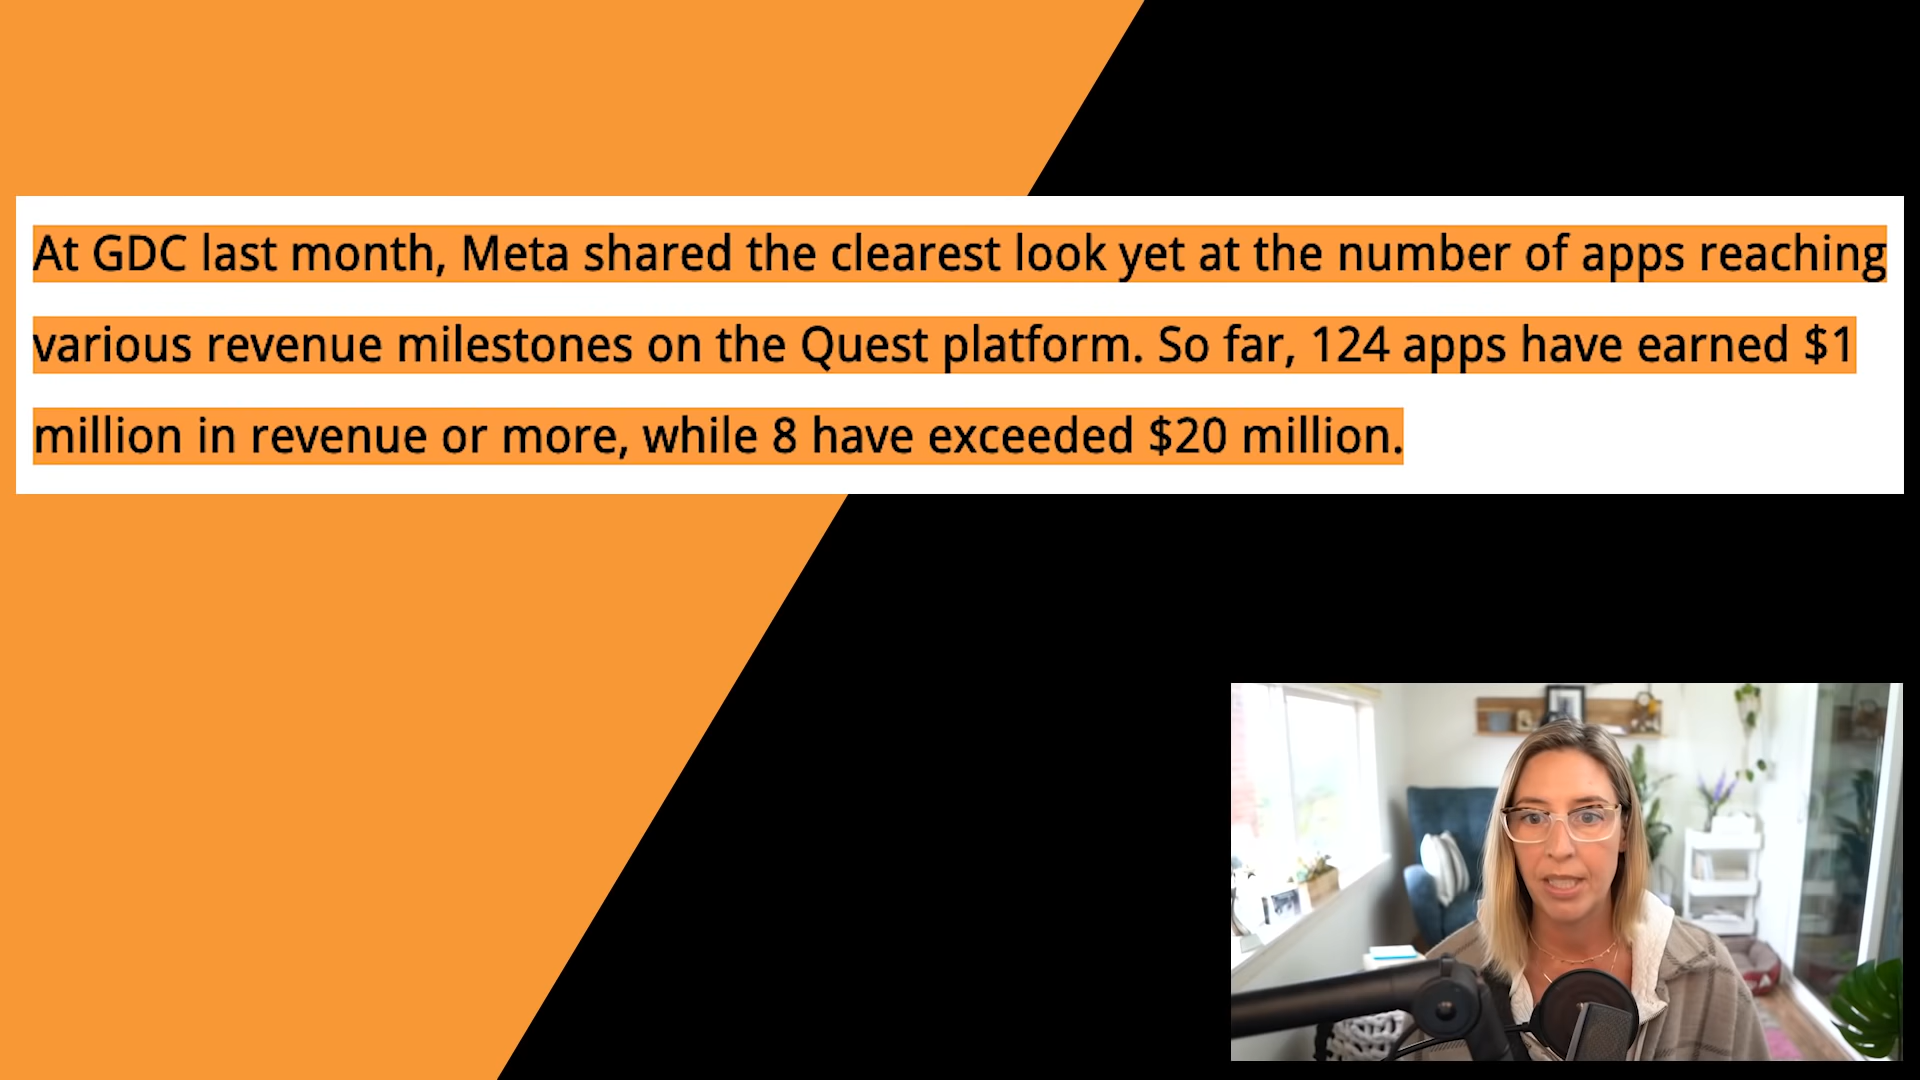 At GDC last month, Meta shared the clearest look yet at the number of apps reaching
various revenue milestones on the Quest platform. So far, 124 apps have earned $1
million in revenue or more, while 8 have exceeded $20 million.